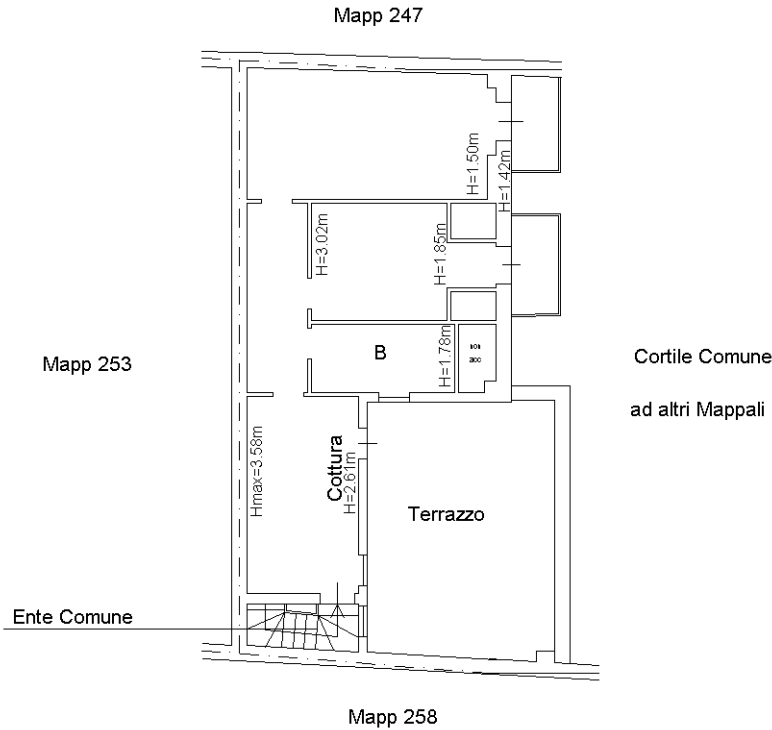 Mapp 247
H=1.50m
H=1.42m
H=3.02m
H=1.85m
Mapp 253
B
H=1.78m
Cortile Comune
ad altri Mappali
Hmax=3.58m
Cottura
H=2.61m
Terrazzo
Ente Comune
Mapp 258